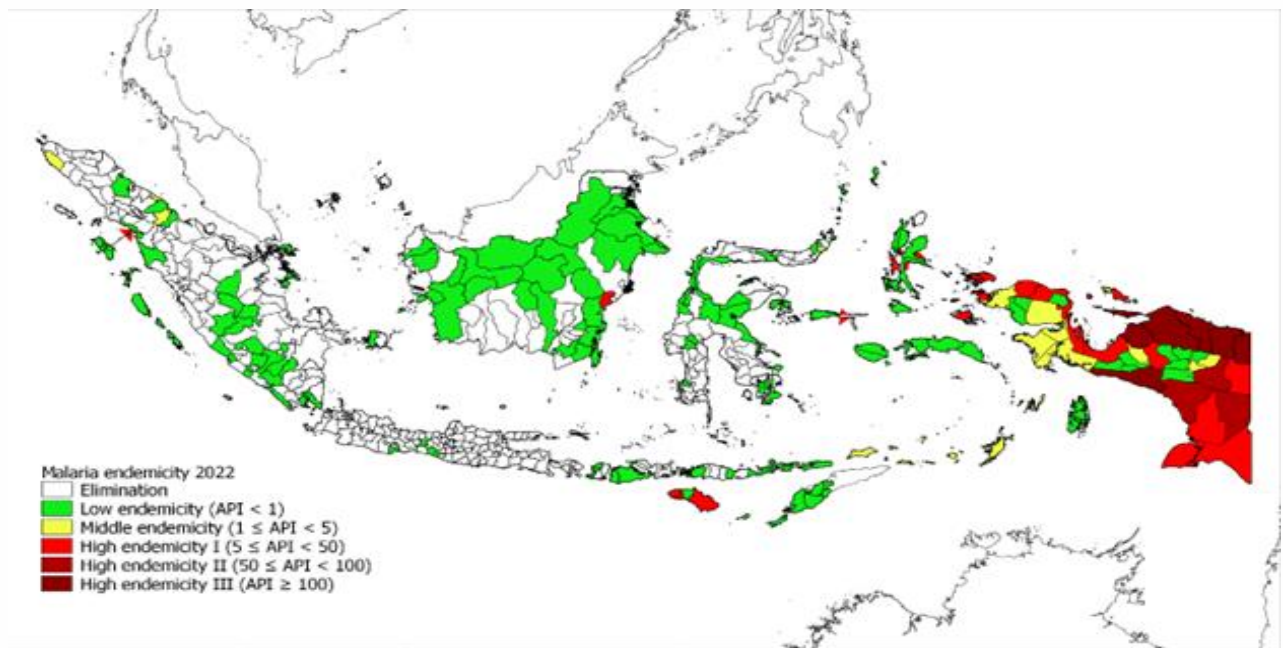 Malaria endemicity 2022
Elimination
Low endemicity (API < 1)
Middle endemicity (1 ≤ API < 5)
High endemicity I (5 ≤ API < 50)
High endemicity II (50 ≤ API < 100)
High endemicity III (API ≥ 100)